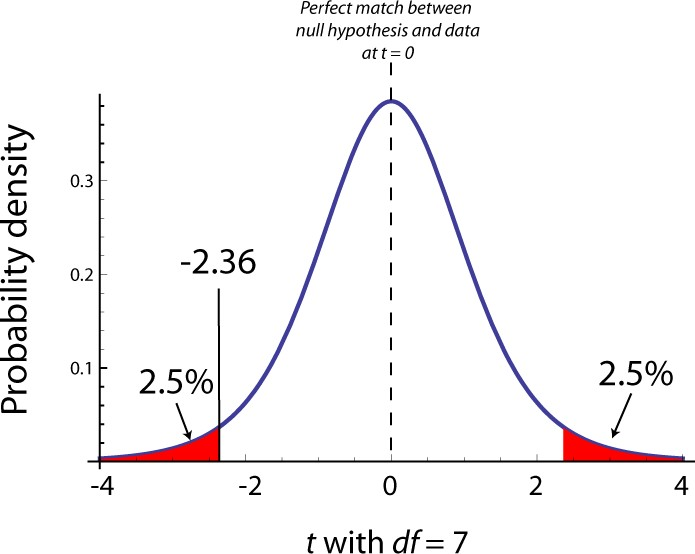 Perfect match between
null hypothesis and data
at t = 0
Probability density
0.3
0.2
0.1
-2.36
2.5%
2.5%
-4
-2
0
2
4
t with df = 7